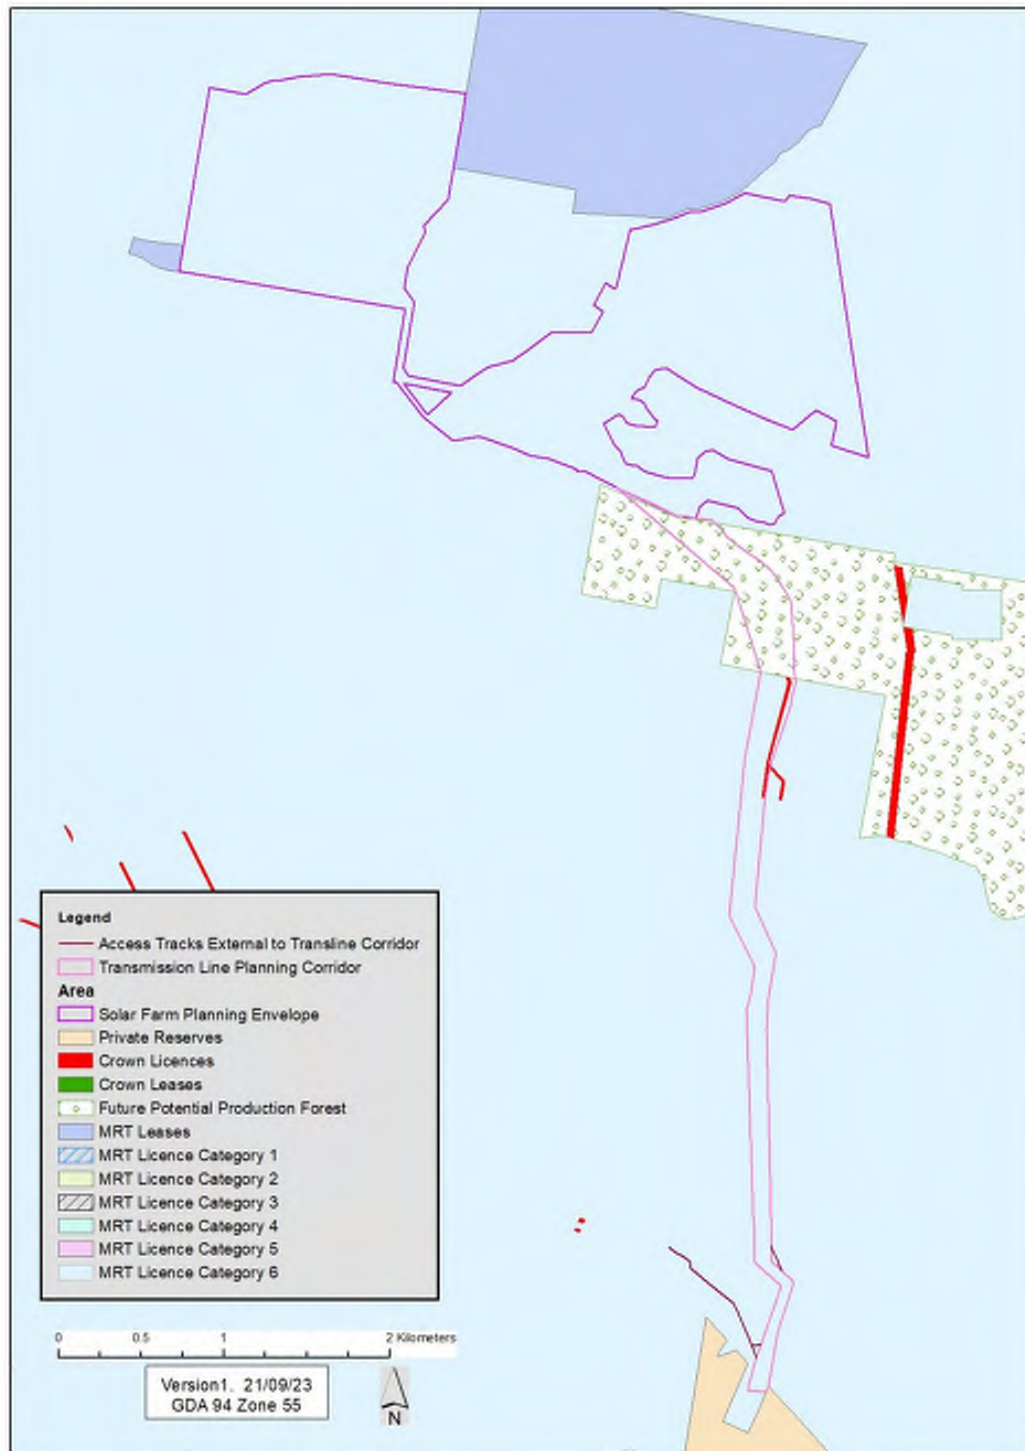 Legend
Access Tracks External to Transline Corridor
Transmission Line Planning Corridor
Area
Solar Farm Planning Envelope
Private Reserves
Crown Licences
Crown Leases
Future Potential Production Forest
MRT Leases
MRT Licence Category 1
MRT Licence Category 2
MRT Licence Category 3
MRT Licence Category 4
MRT Licence Category 5
MRT Licence Category 6
0 0.5 1 2 Kilometers
Version1. 21/09/23
GDA 94 Zone 55
N